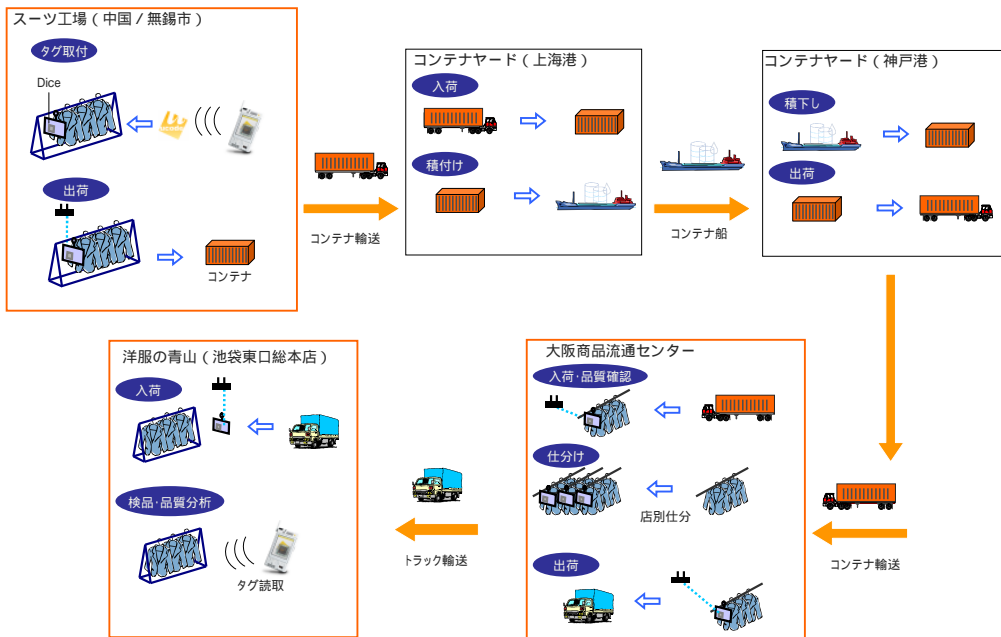 スーツ工場（中国／無錫市）
タグ取付
Dice
出荷
コンテナ
コンテナ輸送
コンテナヤード（上海港）
入荷
積付け
コンテナ船
コンテナヤード（神戸港）
積下し
出荷
コンテナ輸送
大阪商品流通センター
入荷・品質確認
仕分け
店別仕分
出荷
トラック輸送
洋服の青山（池袋東口総本店）
入荷
検品・品質分析
タグ読取